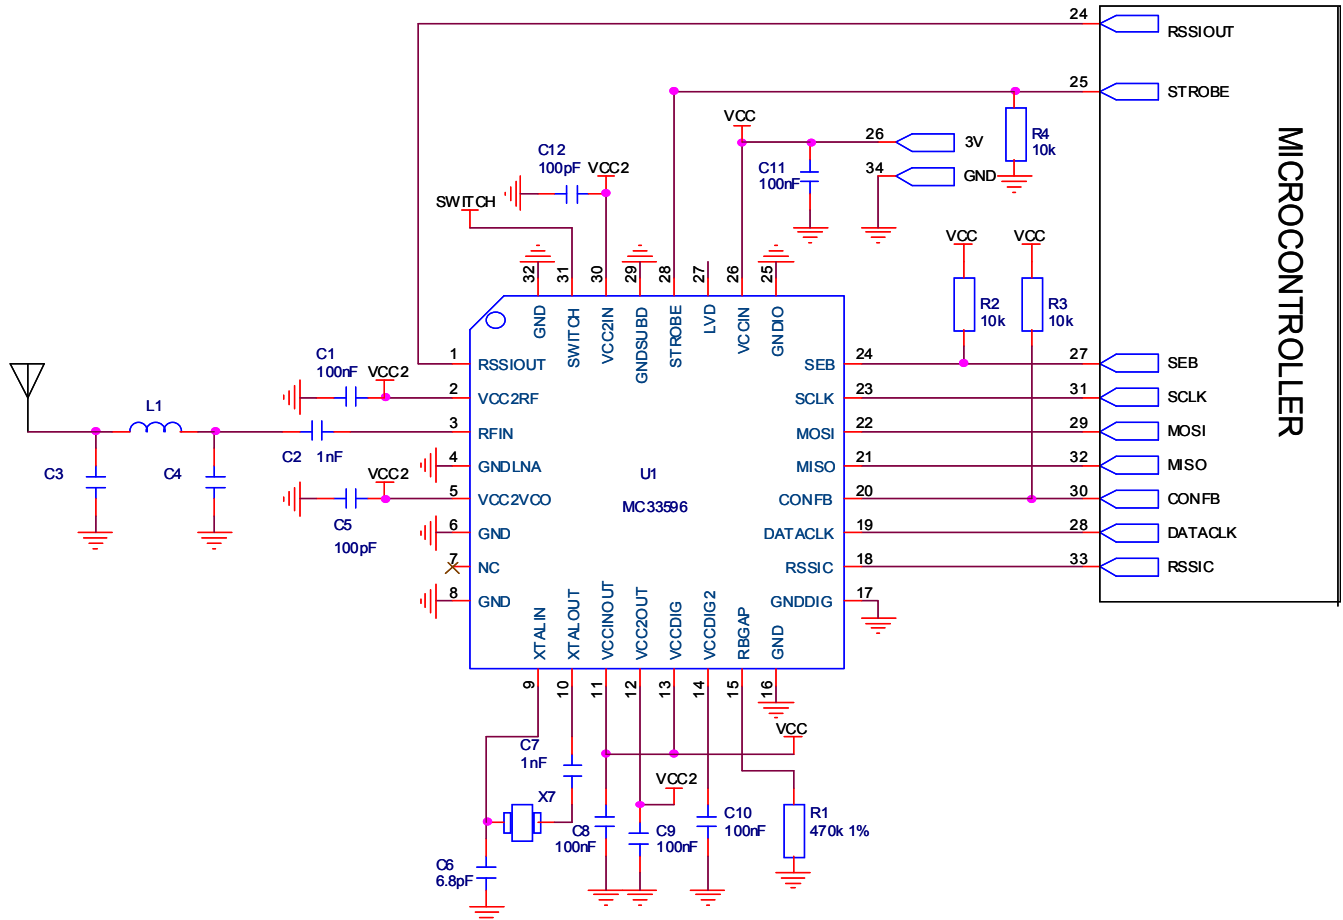 24
RSSIOUT
25
STROBE
VCC
26
3V
R4
10k
C12
100pF
VCC2
C11
100nF
34
GND
SWITCH
VCC
VCC
32
31
30
29
28
27
26
25
GND
SWITCH
VCC2IN
GNDSUBD
STROBE
LVD
VCCIN
GNDIO
R2
10k
R3
10k
MICROCONTROLLER
C1
100nF
VCC2
1
RSSIOUT
SEB
24
27
SEB
2
VCC2RF
SCLK
23
31
SCLK
L1
3
RFIN
MOSI
22
29
MOSI
C2
1nF
C3
C4
VCC2
4
GNDLNA
MISO
21
32
MISO
U1
MC33596
5
VCC2VCO
CONFB
20
30
CONFB
C5
100pF
6
GND
DATACLK
19
28
DATACLK
7
NC
RSSIC
18
33
RSSIC
8
GND
GNDDIG
17
XTALIN
XTALOUT
VCCINOUT
VCC2OUT
VCCDIG
VCCDIG2
RBGAP
GND
9
10
11
12
13
14
15
16
VCC
C7
1nF
VCC2
X7
C8
100nF
C9
100nF
C10
100nF
R1
470k 1%
C6
6.8pF